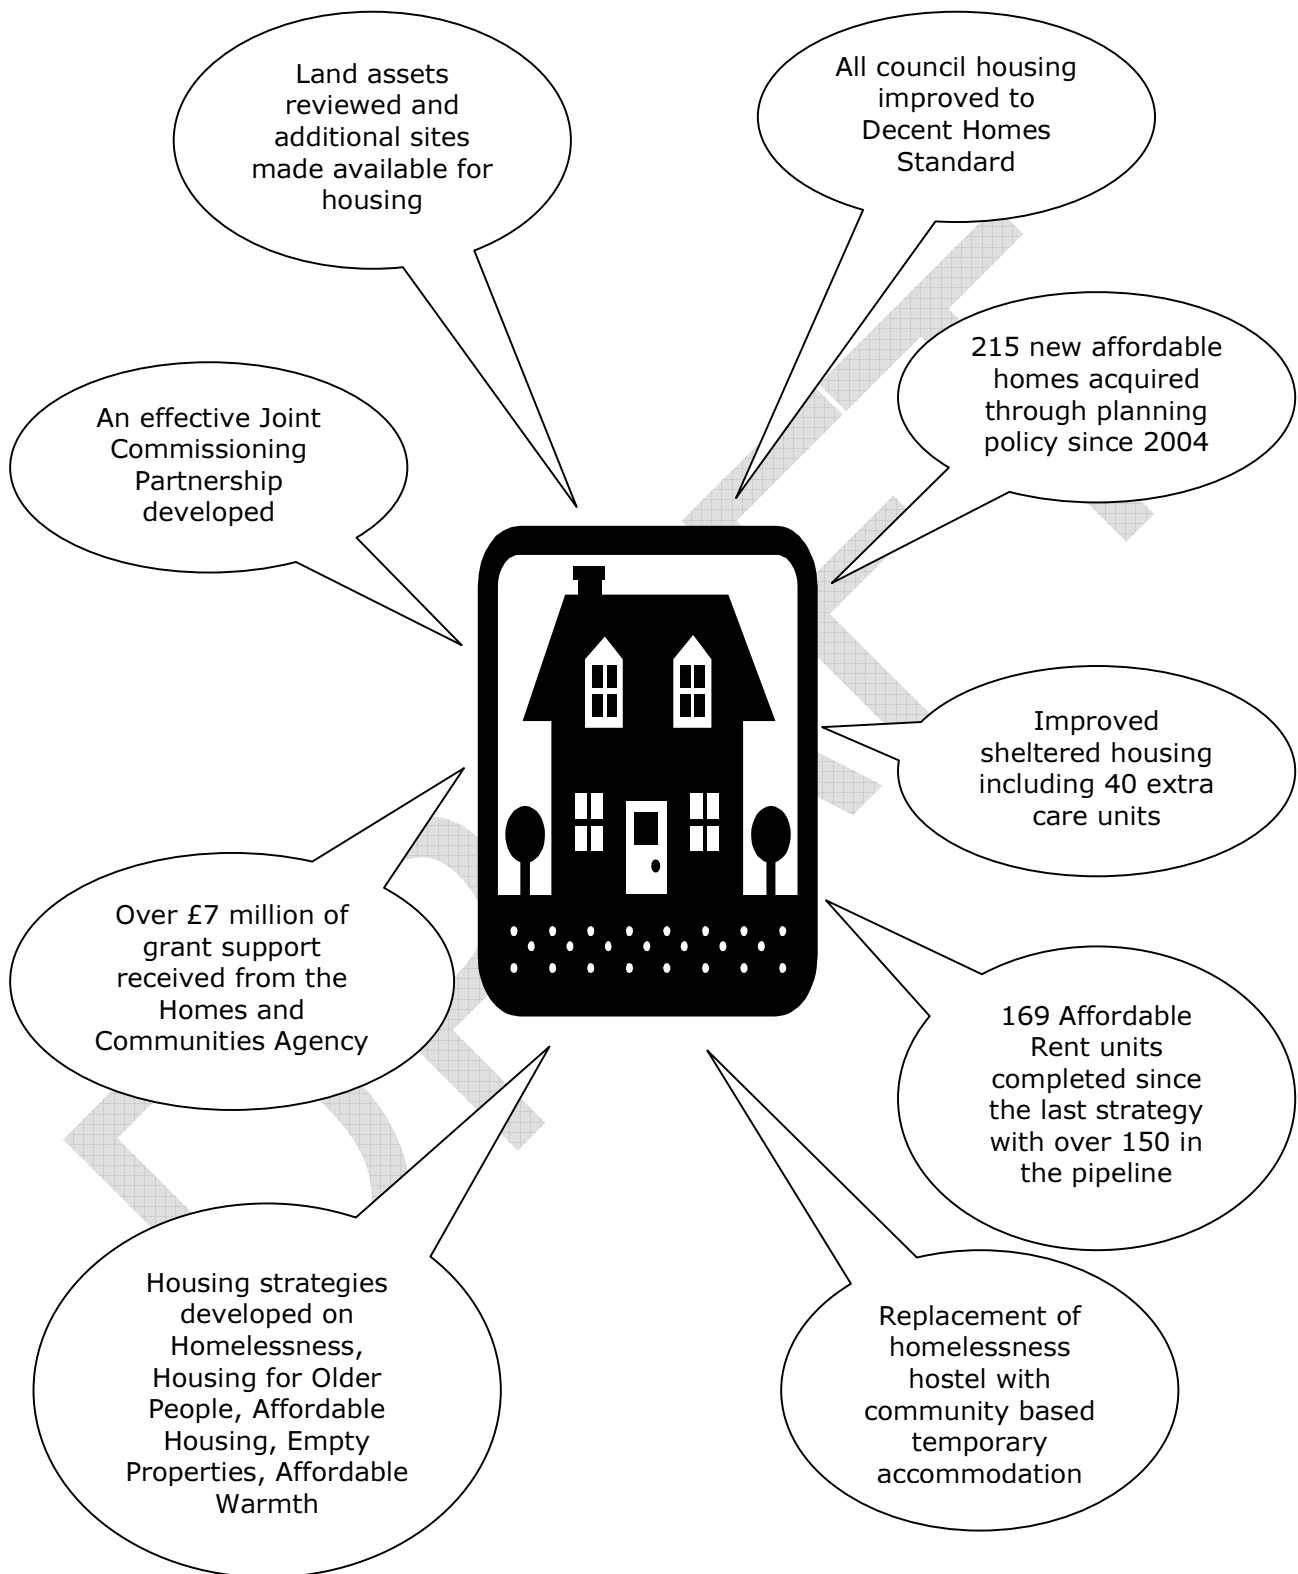 Land assets
reviewed and
additional sites
made available for
housing
All council housing
improved to
Decent Homes
Standard
215 new affordable
homes acquired
through planning
policy since 2004
An effective Joint
Commissioning
Partnership
developed
Improved
sheltered housing
including 40 extra
care units
Over £7 million of
grant support
received from the
Homes and
Communities Agency
169 Affordable
Rent units
completed since
the last strategy
with over 150 in
the pipeline
Housing strategies
developed on
Homelessness,
Housing for Older
People, Affordable
Housing, Empty
Properties, Affordable
Warmth
Replacement of
homelessness
hostel with
community based
temporary
accommodation